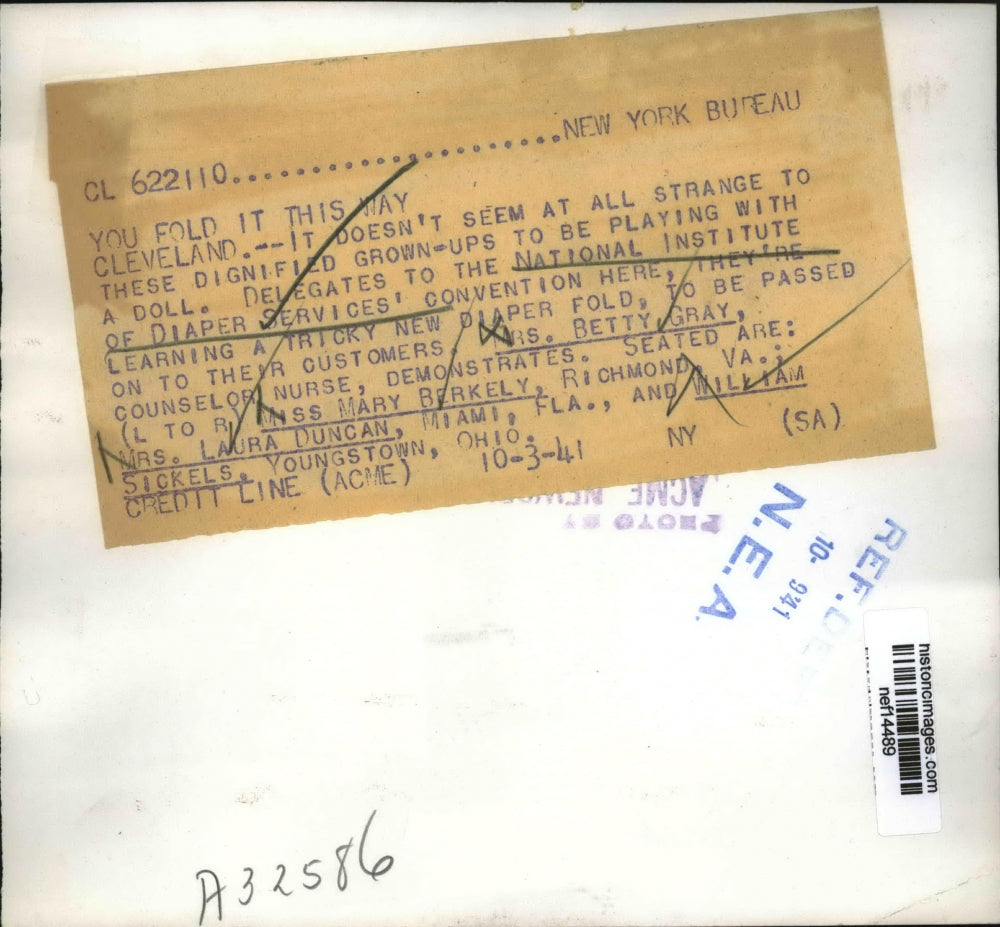 CL 622110......................NEW YORK BUREAU
YOU FOLD IT THIS WAY
CLEVELAND.--IT DOESN'T SEEM AT ALL STRANGE TO
THESE DIGNIFIED GROWN-UPS TO BE PLAYING WITH
A DOLL. DELEGATES TO THE NATIONAL INSTITUTE
OF DIAPER SERVICES' CONVENTION HERE, THEY'RE
LEARNING A TRICKY NEW DIAPER FOLD, TO BE PASSED
ON TO THEIR CUSTOMERS. MRS. BETTY GRAY,
COUNSELOR NURSE, DEMONSTRATES. SEATED ARE:
(L TO R) MISS MARY BERKELY, RICHMOND, VA.;
MRS. LAURA DUNCAN, MIAMI, FLA., AND WILLIAM
SICKELS, YOUNGSTOWN, OHIO.
CREDIT LINE (ACME) 10-3-41 NY (SA)
PHOTO BY
ACME
N.E.A.
10- 941
REF.
historicimages.com
nef14489
A32586